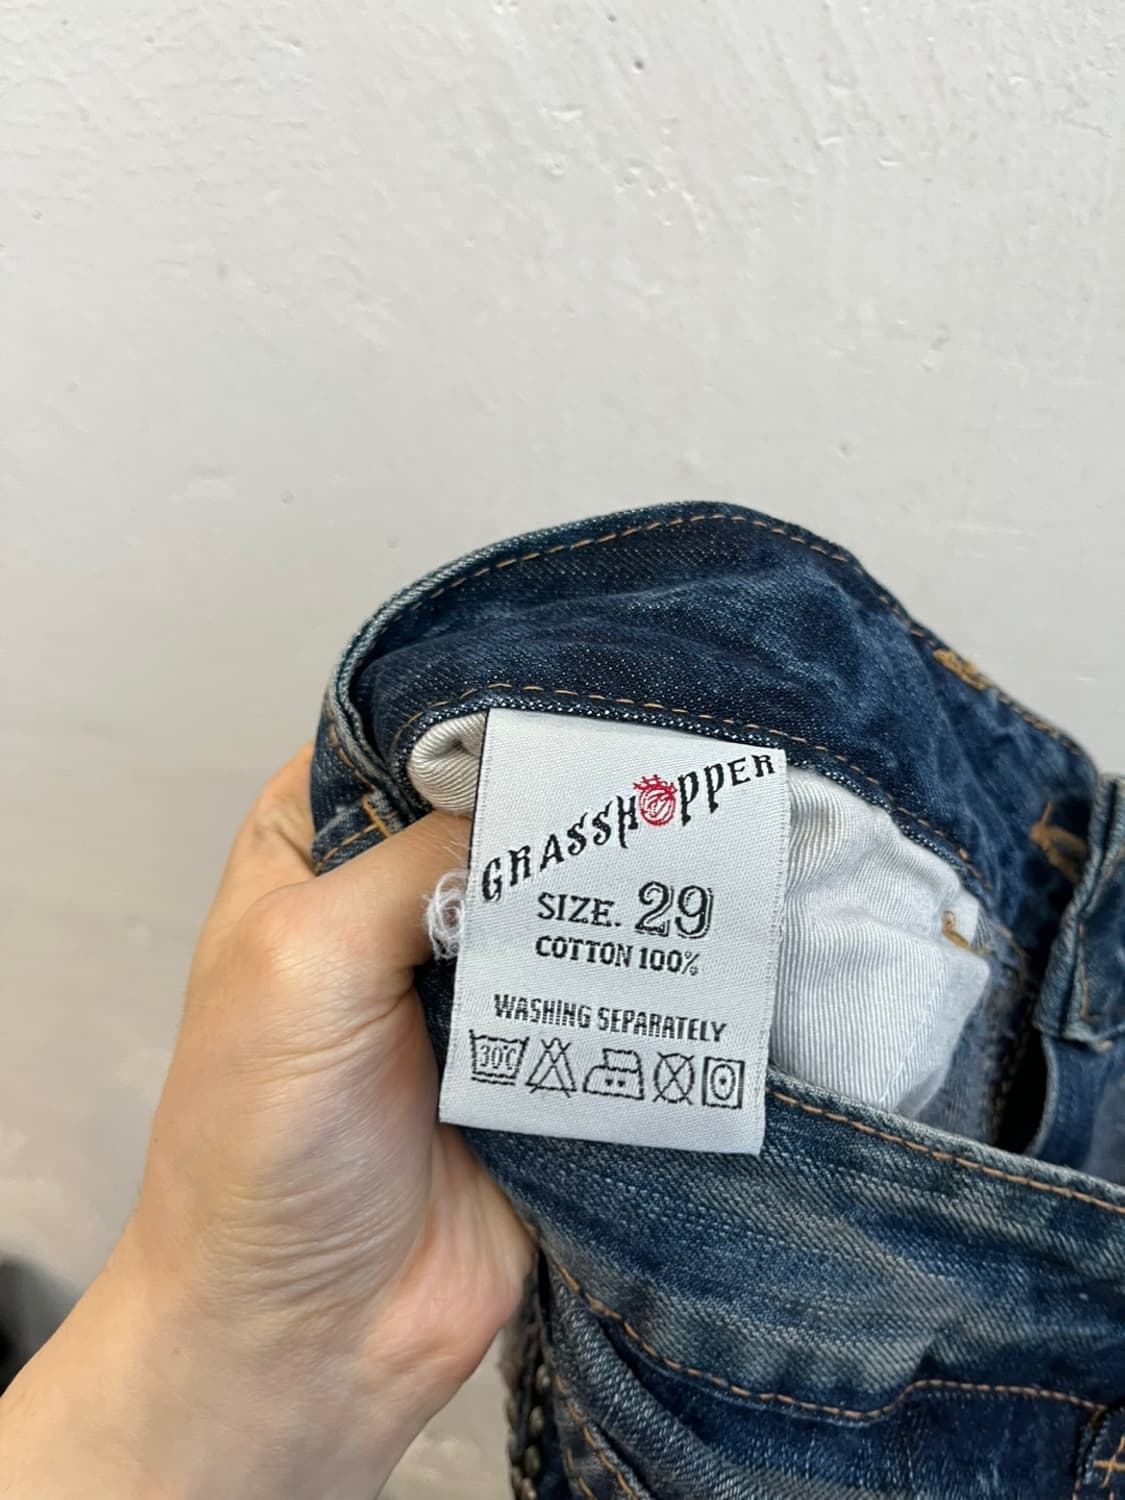 GRASSHOPPER
SIZE. 29
COTTON 100%
WASHING SEPARATELY
30℃